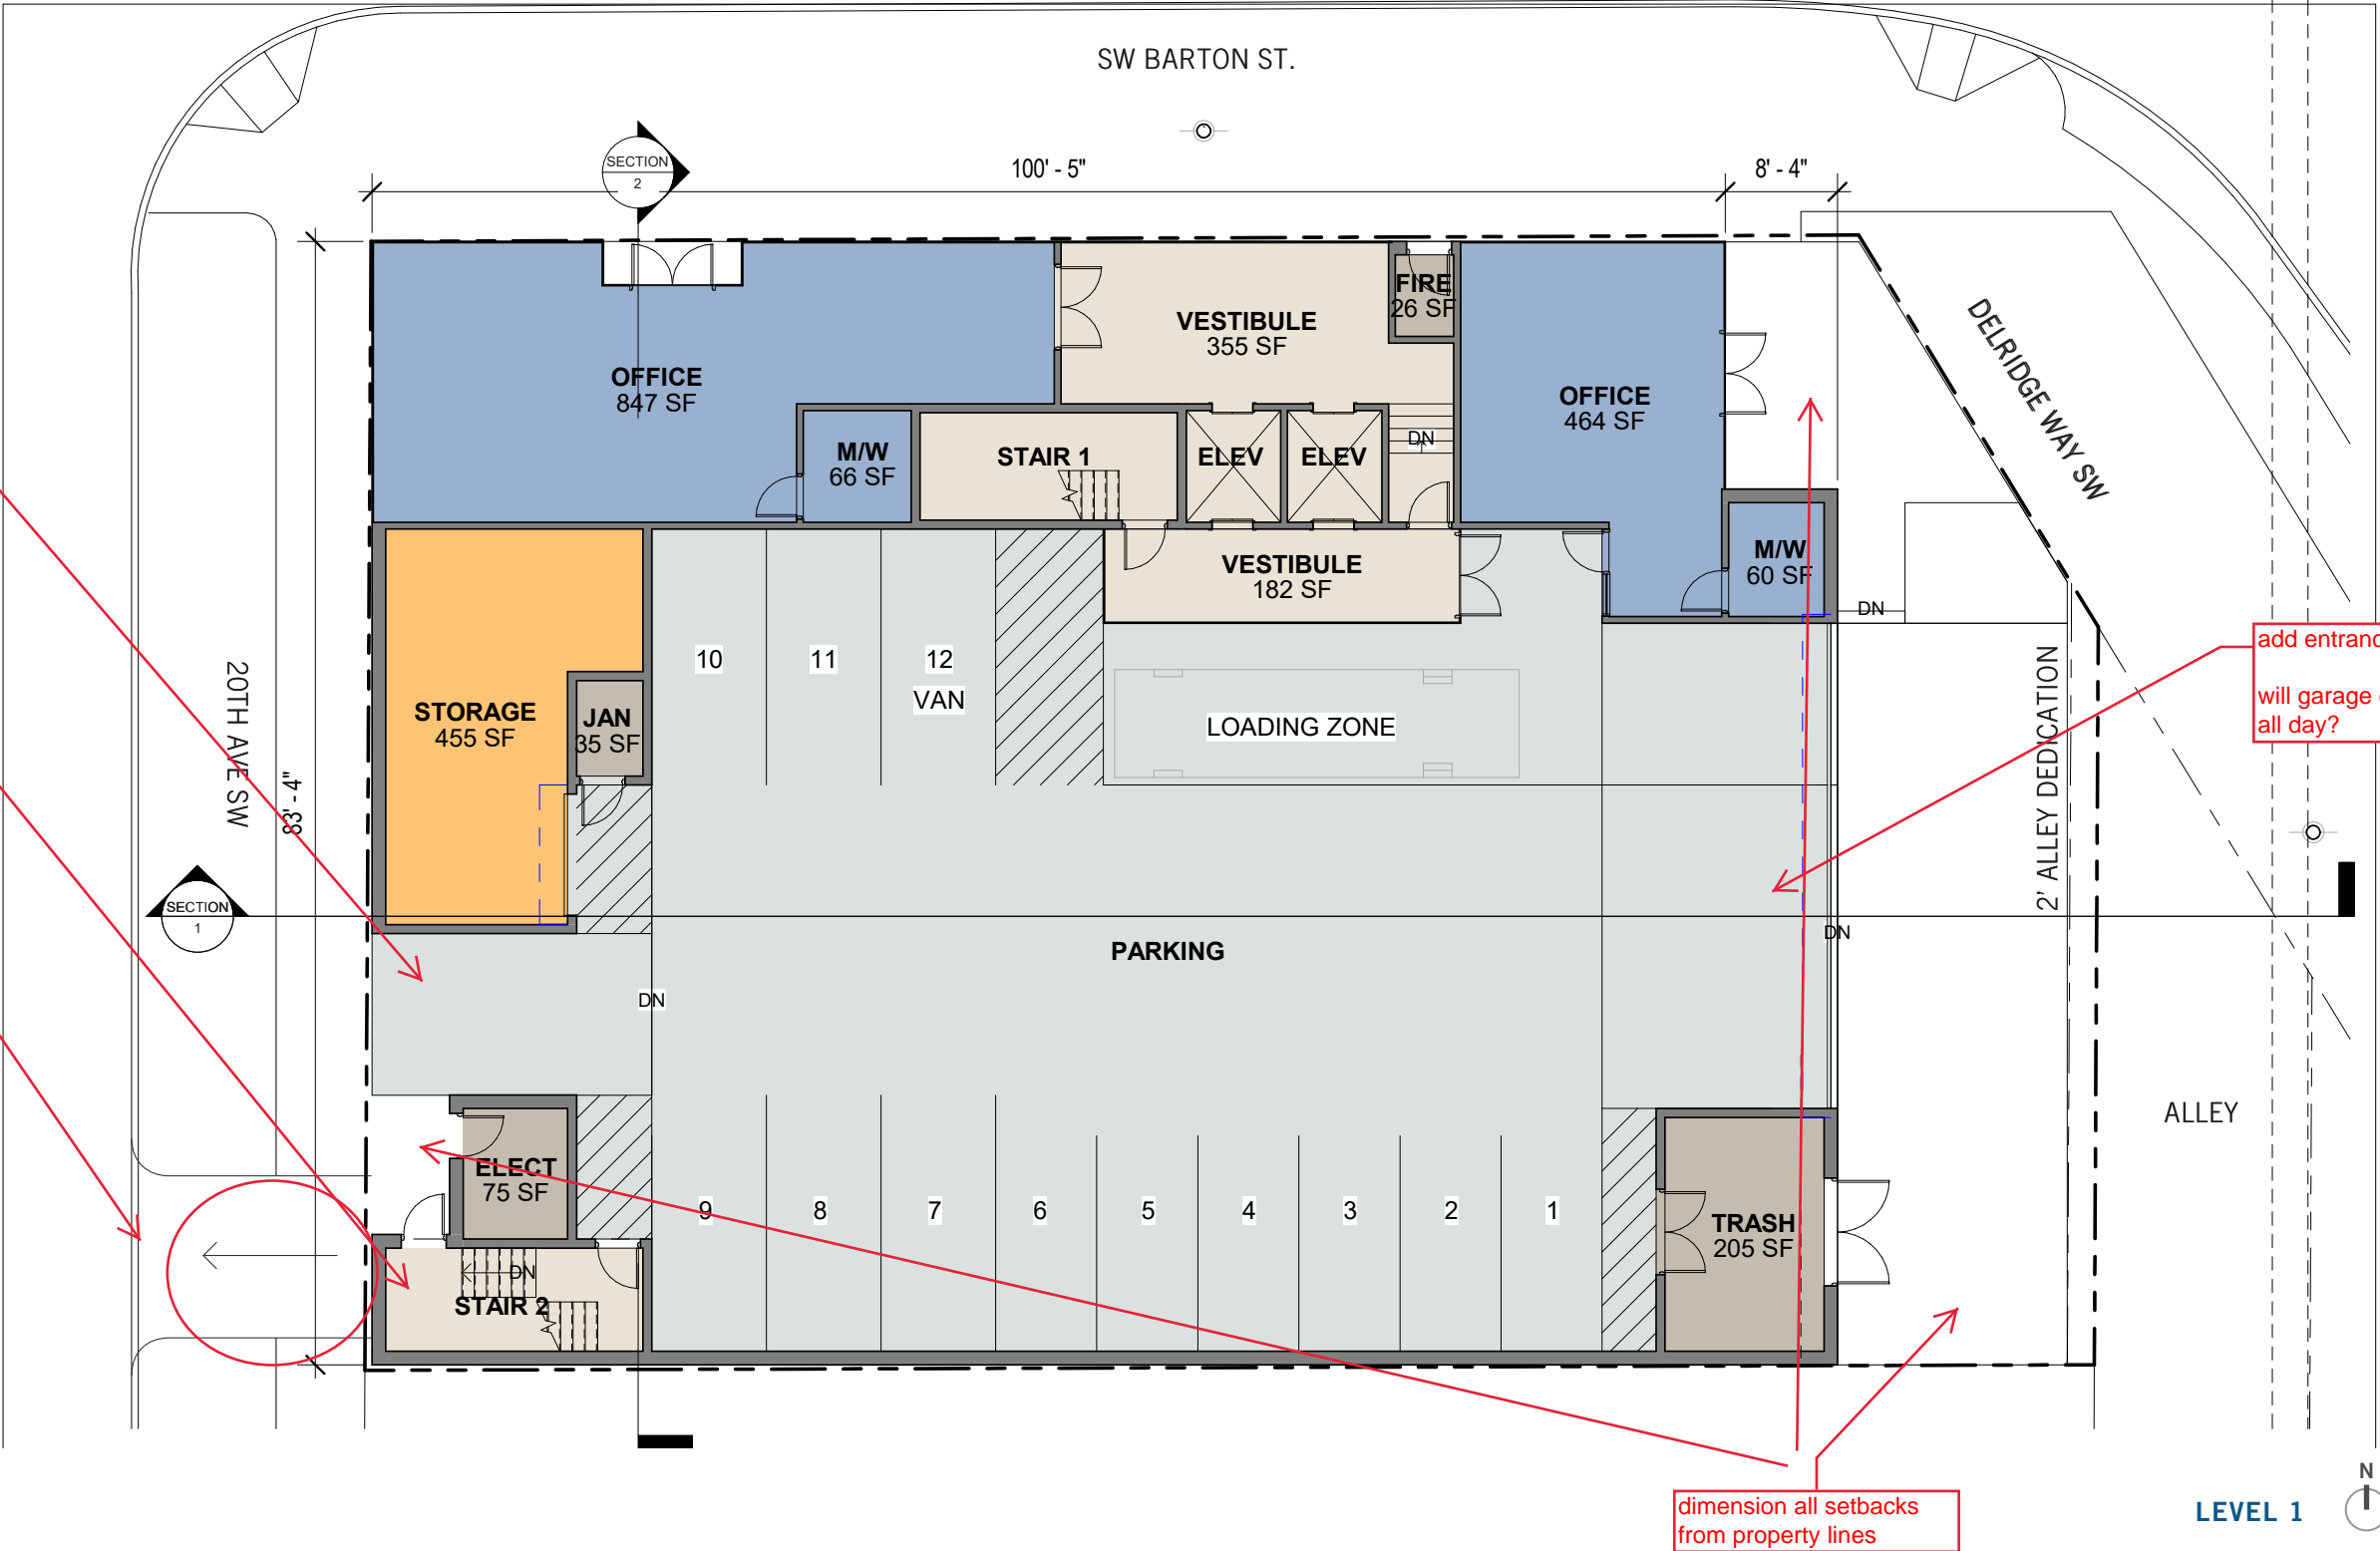 SW BARTON ST.
SECTION
2
100' - 5"
8' - 4"
FIRE
26 SF
VESTIBULE
355 SF
OFFICE
847 SF
OFFICE
464 SF
DELRIDGE WAY SW
M/W
66 SF
STAIR 1
ELEV
ELEV
DN
VESTIBULE
182 SF
M/W
60 SF
DN
20TH AVE SW
83' - 4"
10
11
12
VAN
STORAGE
455 SF
JAN
35 SF
LOADING ZONE
2' ALLEY DEDICATION
add
will garage
all day?
SECTION
1
PARKING
DN
DN
ALLEY
ELECT
75 SF
9
8
7
6
5
4
3
2
1
TRASH
205 SF
DN
STAIR 2
dimension all setbacks
from property lines
LEVEL 1
N